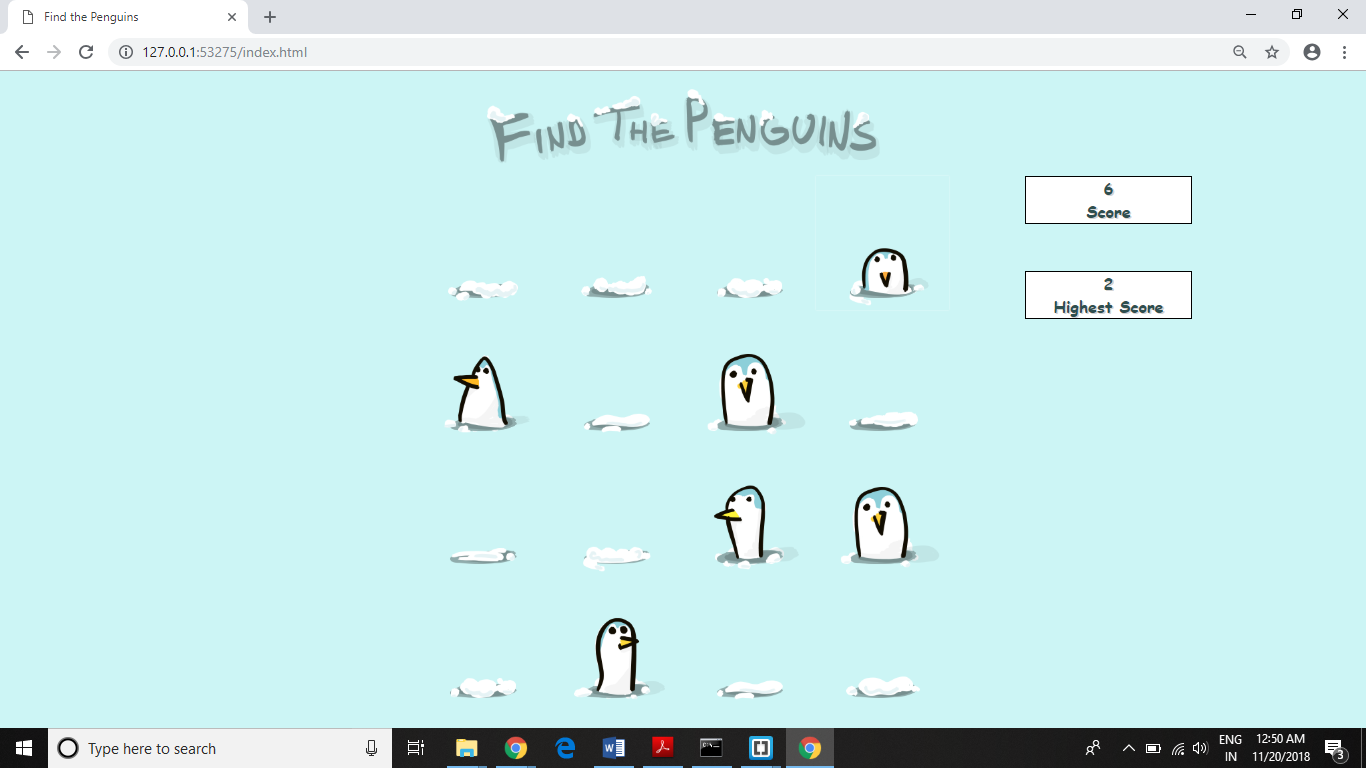 Find the Penguins
127.0.0.1:53275/index.html
FIND THE PENGUINS
6
Score
2
Highest Score
Type here to search
ENG
IN
12:50 AM
11/20/2018
3